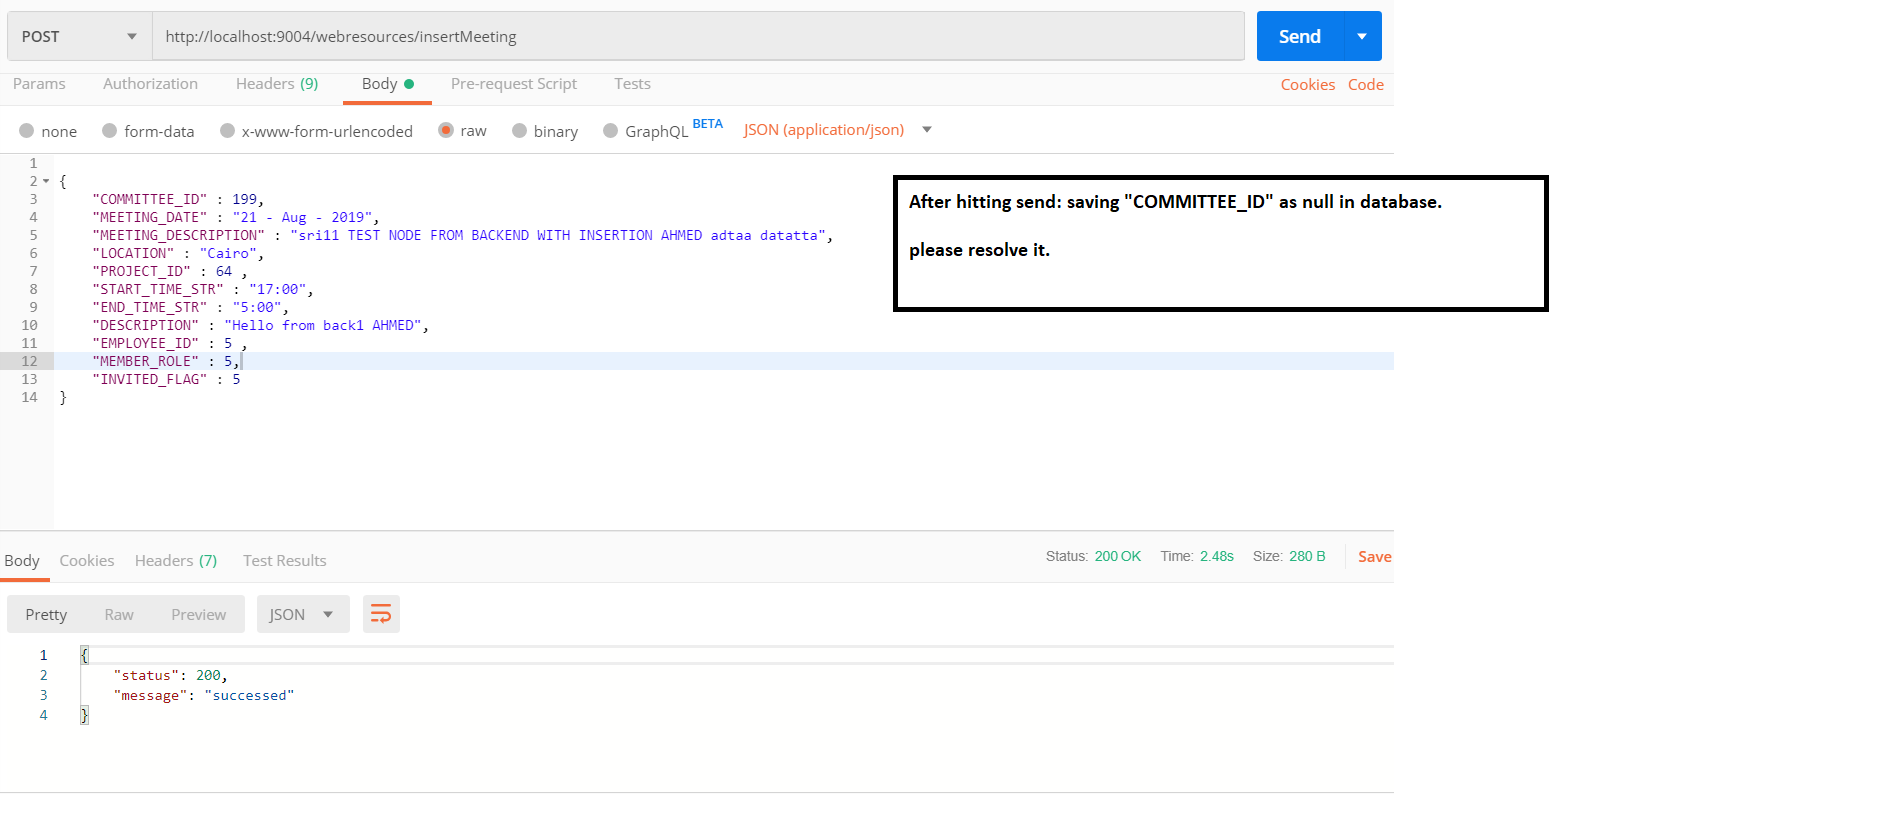 POST http://localhost:9004/webresources/insertMeeting Send
Params Authorization Headers (9) Body Pre-request Script Tests Cookies Code
none form-data x-www-form-urlencoded raw binary GraphQL BETA JSON (application/json)
1
2 {
3 "COMMITTEE_ID" : 199,
4 "MEETING_DATE" : "21 - Aug - 2019",
5 "MEETING_DESCRIPTION" : "sri11 TEST NODE FROM BACKEND WITH INSERTION AHMED adtaa datatta",
6 "LOCATION" : "Cairo",
7 "PROJECT_ID" : 64 ,
8 "START_TIME_STR" : "17:00",
9 "END_TIME_STR" : "5:00",
10 "DESCRIPTION" : "Hello from back1 AHMED",
11 "EMPLOYEE_ID" : 5 ,
12 "MEMBER_ROLE" : 5,
13 "INVITED_FLAG" : 5
14 }
After hitting send: saving "COMMITTEE_ID" as null in database.
please resolve it.
Body Cookies Headers (7) Test Results Status: 200 OK Time: 2.48s Size: 280 B Save
Pretty Raw Preview JSON
1 {
2 "status": 200,
3 "message": "successed"
4 }